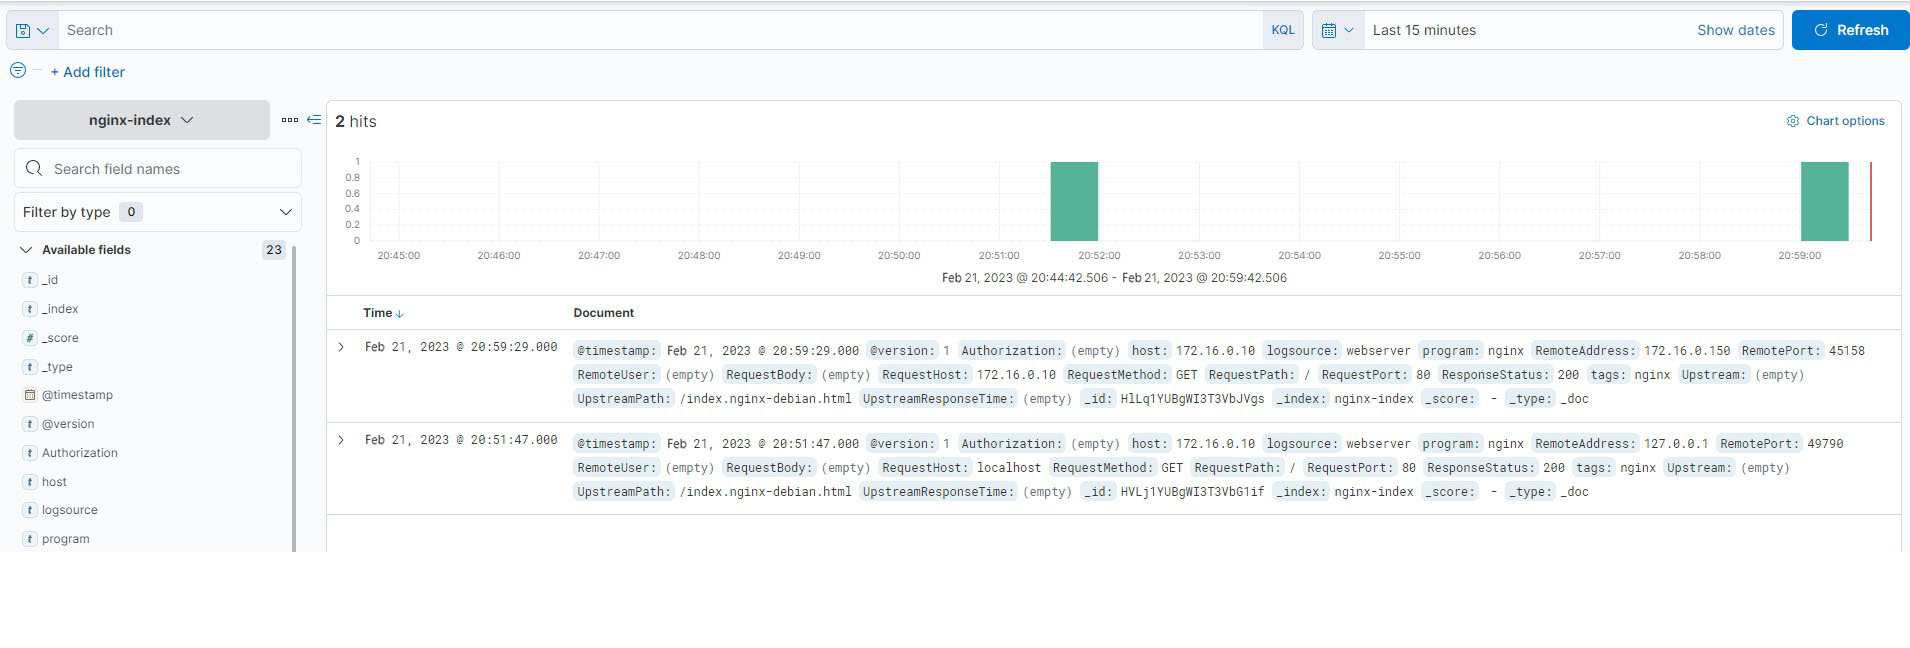 Search KQL Last 15 minutes Show dates Refresh
+ Add filter
nginx-index
Search field names
Filter by type 0
Available fields 23
t _id
t _index
# _score
t _type
@timestamp
t @version
t Authorization
t host
t logsource
t program
2 hits
Chart options
1
0.8
0.6
0.4
0.2
0
20:45:00 20:46:00 20:47:00 20:48:00 20:49:00 20:50:00 20:51:00 20:52:00 20:53:00 20:54:00 20:55:00 20:56:00 20:57:00 20:58:00 20:59:00
Feb 21, 2023 @ 20:44:42.506 - Feb 21, 2023 @ 20:59:42.506
Time Document
Feb 21, 2023 @ 20:59:29.000 @timestamp: Feb 21, 2023 @ 20:59:29.000 @version: 1 Authorization: (empty) host: 172.16.0.10 logsource: webserver program: nginx RemoteAddress: 172.16.0.150 RemotePort: 45158
RemoteUser: (empty) RequestBody: (empty) RequestHost: 172.16.0.10 RequestMethod: GET RequestPath: / RequestPort: 80 ResponseStatus: 200 tags: nginx Upstream: (empty)
UpstreamPath: /index.nginx-debian.html UpstreamResponseTime: (empty) _id: HlLq1YUBgWI3T3VbJVgs _index: nginx-index _score: - _type: _doc
Feb 21, 2023 @ 20:51:47.000 @timestamp: Feb 21, 2023 @ 20:51:47.000 @version: 1 Authorization: (empty) host: 172.16.0.10 logsource: webserver program: nginx RemoteAddress: 127.0.0.1 RemotePort: 49790
RemoteUser: (empty) RequestBody: (empty) RequestHost: localhost RequestMethod: GET RequestPath: / RequestPort: 80 ResponseStatus: 200 tags: nginx Upstream: (empty)
UpstreamPath: /index.nginx-debian.html UpstreamResponseTime: (empty) _id: HVLj1YUBgWI3T3VbG1if _index: nginx-index _score: - _type: _doc